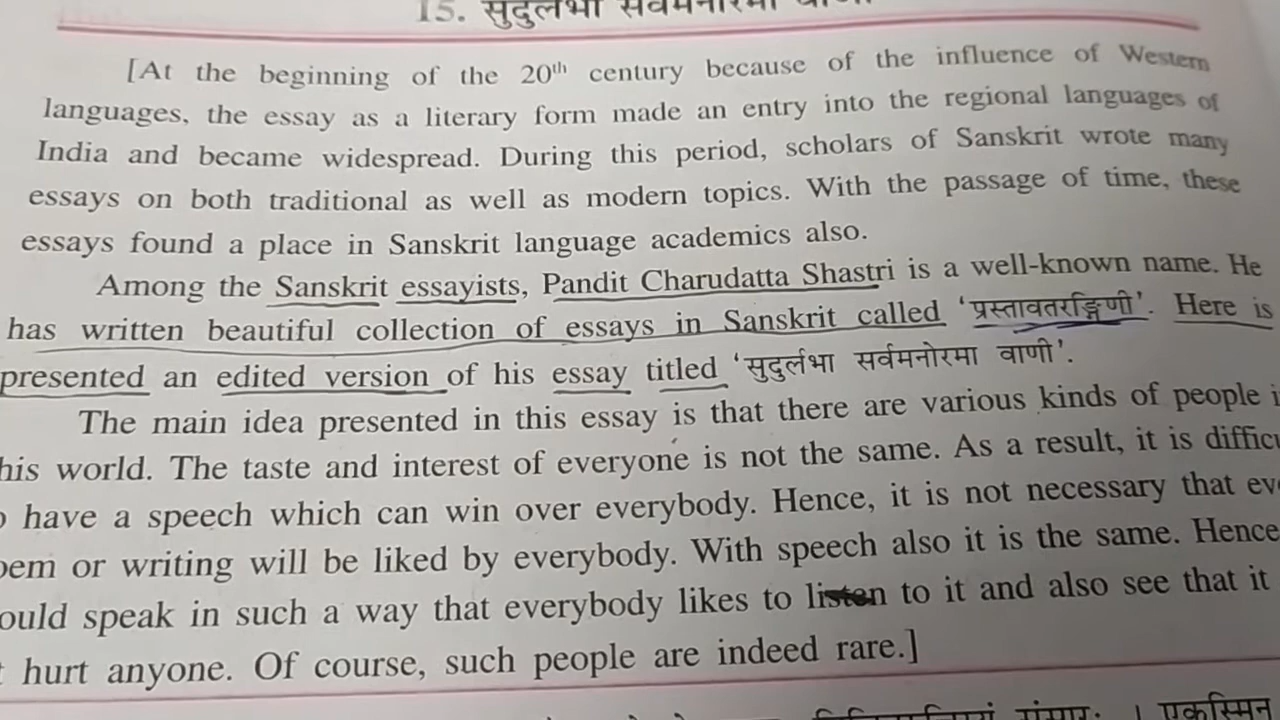 15. सुदुर्लभा सर्वमनोरमा वाणी
[At the beginning of the 20th century because of the influence of Western
languages, the essay as a literary form made an entry into the regional languages of
India and became widespread. During this period, scholars of Sanskrit wrote many
essays on both traditional as well as modern topics. With the passage of time, these
essays found a place in Sanskrit language academics also.
Among the Sanskrit essayists, Pandit Charudatta Shastri is a well-known name. He
has written beautiful collection of essays in Sanskrit called ‘प्रस्तावतरङ्गिणी’. Here is
presented an edited version of his essay titled ‘सुदुर्लभा सर्वमनोरमा वाणी’.
The main idea presented in this essay is that there are various kinds of people i
his world. The taste and interest of everyone is not the same. As a result, it is difficu
o have a speech which can win over everybody. Hence, it is not necessary that eve
oem or writing will be liked by everybody. With speech also it is the same. Hence
ould speak in such a way that everybody likes to listen to it and also see that it
t hurt anyone. Of course, such people are indeed rare.]
संसारः । एकस्मिन्